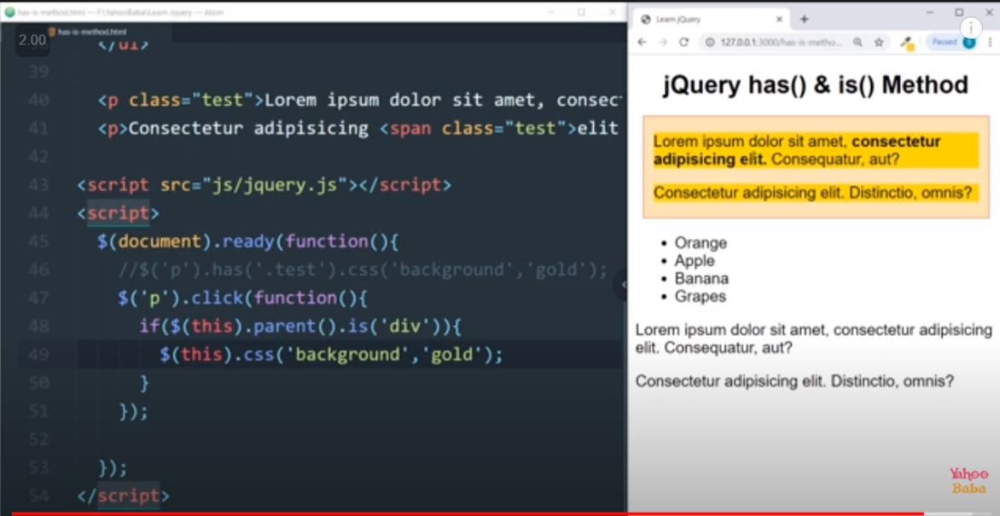 has-is-method.html — F:\YahooBaba\Learn Jquery — Atom
2.00
has-is-method.html
</ul>
39
40 <p class="test">Lorem ipsum dolor sit amet, consec
41 <p>Consectetur adipisicing <span class="test">elit
42
43 <script src="js/jquery.js"></script>
44 <script>
45 $(document).ready(function(){
46 //$('p').has('.test').css('background','gold');
47 $('p').click(function(){
48 if($(this).parent().is('div')){
49 $(this).css('background','gold');
50 }
51 });
52
53 });
54 </script>
Learn jQuery
127.0.0.1:3000/has-is-metho...
Paused
jQuery has() & is() Method
Lorem ipsum dolor sit amet, consectetur
adipisicing elit. Consequatur, aut?
Consectetur adipisicing elit. Distinctio, omnis?
• Orange
• Apple
• Banana
• Grapes
Lorem ipsum dolor sit amet, consectetur adipisicing
elit. Consequatur, aut?
Consectetur adipisicing elit. Distinctio, omnis?
Yahoo
Baba